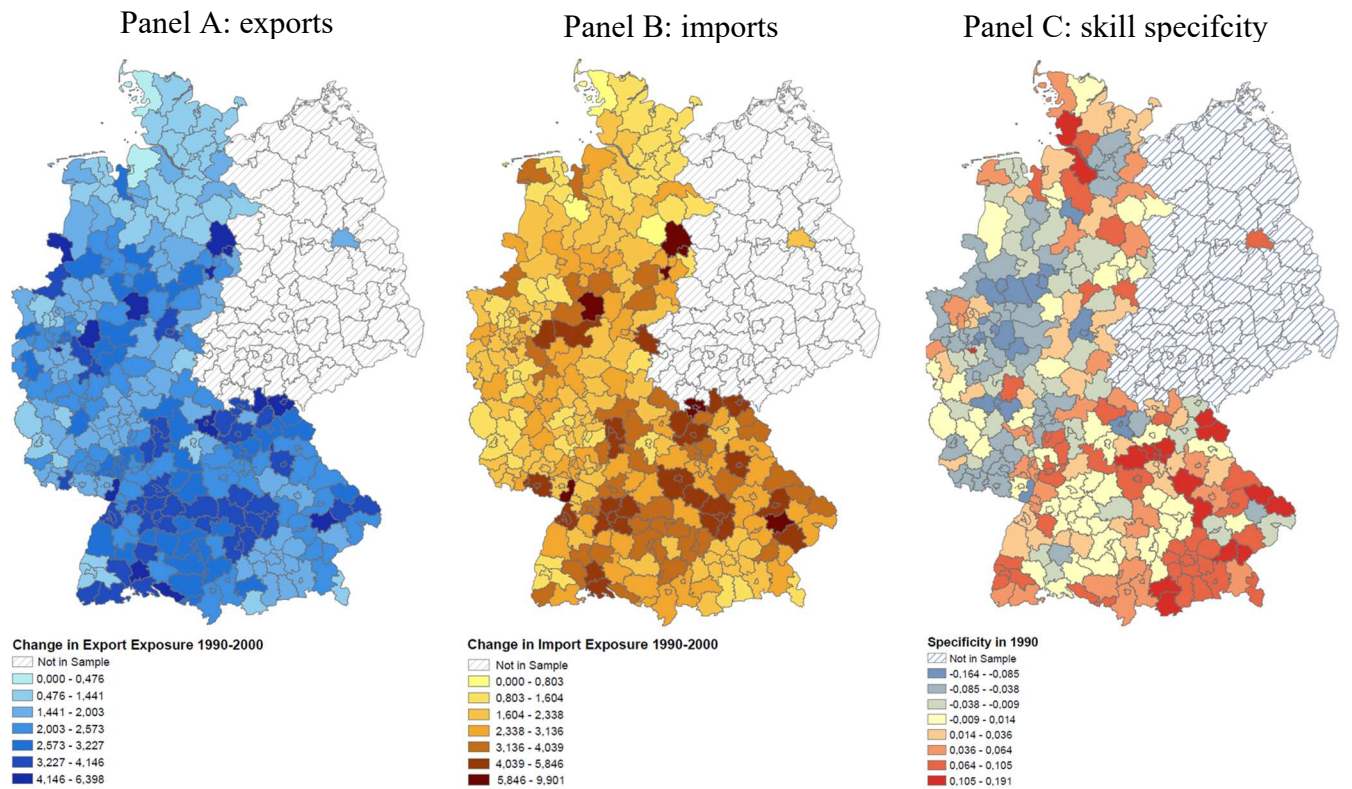 Panel A: exports
Panel B: imports
Panel C: skill specifcity
Change in Export Exposure 1990-2000
Not in Sample
0,000 - 0,476
0,476 - 1,441
1,441 - 2,003
2,003 - 2,573
2,573 - 3,227
3,227 - 4,146
4,146 - 6,398
Change in Import Exposure 1990-2000
Not in Sample
0,000 - 0,803
0,803 - 1,604
1,604 - 2,338
2,338 - 3,136
3,136 - 4,039
4,039 - 5,846
5,846 - 9,901
Specificity in 1990
Not in Sample
-0,164 - -0,085
-0,085 - -0,038
-0,038 - -0,009
-0,009 - 0,014
0,014 - 0,036
0,036 - 0,064
0,064 - 0,105
0,105 - 0,191